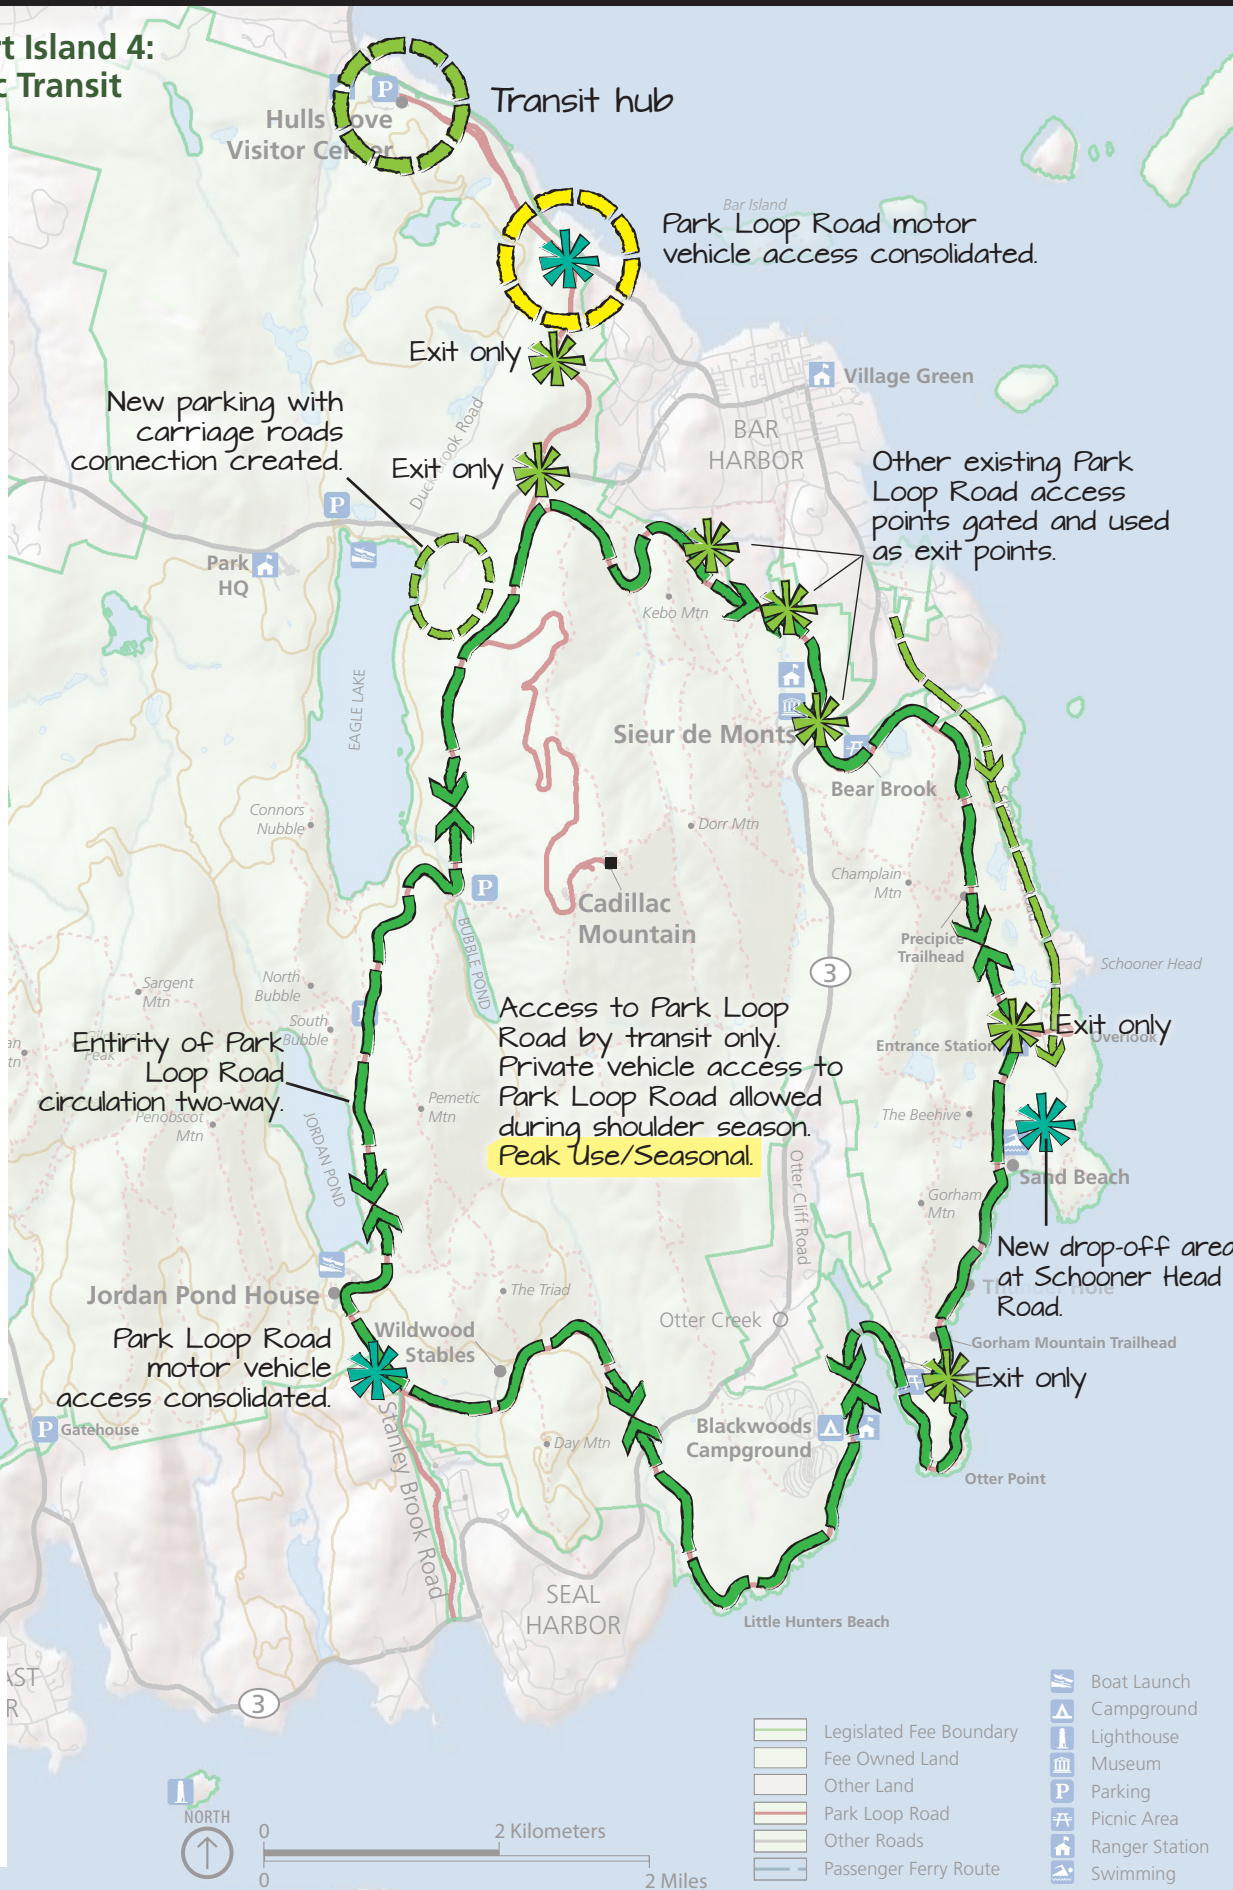 t Island 4:
c Transit
Transit hub
Hulls Cove
Visitor Center
Bar Island
Park Loop Road motor
vehicle access consolidated.
Exit only
Village Green
New parking with
carriage roads
connection created.
Duck Brook Road
BAR
HARBOR
Exit only
Other existing Park
Loop Road access
points gated and used
as exit points.
Park
HQ
Kebo Mtn
EAGLE LAKE
Sieur de Monts
Bear Brook
Connors
Nubble
Dorr Mtn
Champlain
Mtn
Cadillac
Mountain
BUBBLE POND
Precipice
Trailhead
3
Schooner Head
Overlook
Sargent
Mtn
North
Bubble
South
Bubble
Access to Park Loop
Road by transit only.
Private vehicle access to
Park Loop Road allowed
during shoulder season.
Peak Use/Seasonal.
Exit only
Entrance Station
Entirity of Park
Loop Road
circulation two-way.
Peak
Penobscot
Mtn
Pemetic
Mtn
JORDAN POND
The Beehive
Sand Beach
Otter Cliff Road
Gorham
Mtn
New drop-off area
at Schooner Head
Road.
Thunder Hole
Jordan Pond House
The Triad
Otter Creek
Wildwood
Stables
Gorham Mountain Trailhead
Park Loop Road
motor vehicle
access consolidated.
Exit only
Gatehouse
Stanley Brook Road
Day Mtn
Blackwoods
Campground
Otter Point
SEAL
HARBOR
Little Hunters Beach
AST
R
3
NORTH
0
2 Kilometers
0
2 Miles
Legislated Fee Boundary
Fee Owned Land
Other Land
Park Loop Road
Other Roads
Passenger Ferry Route
Boat Launch
Campground
Lighthouse
Museum
Parking
Picnic Area
Ranger Station
Swimming